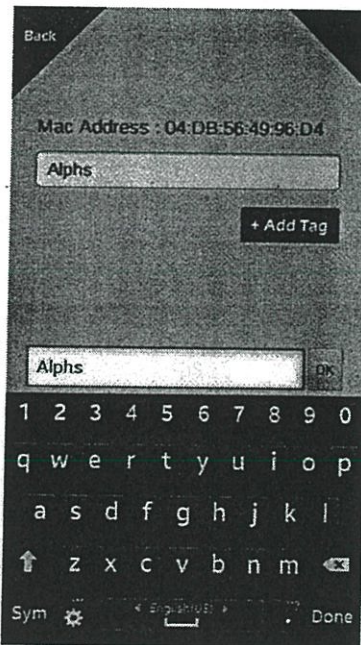 Back
Mac Address : 04:DB:56:49:96:D4
Alphs
+ Add Tag
Alphs
OK
1 2 3 4 5 6 7 8 9 0
q w e r t y u i o p
a s d f g h j k l
z x c v b n m
Sym English(US) . Done